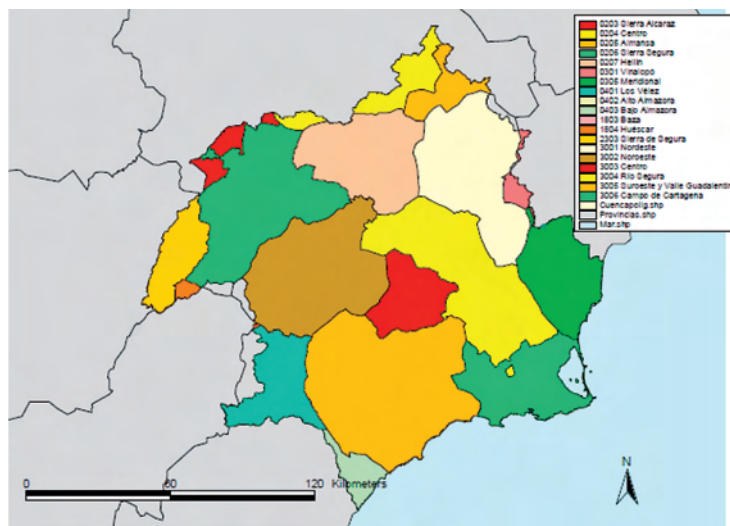 0203 Sierra Alcaraz
0204 Centro
0205 Almansa
0206 Sierra Segura
0207 Hellín
0301 Vinalopó
0305 Meridional
0401 Los Vélez
0402 Alto Almazora
0403 Bajo Almazora
1803 Baza
1804 Huéscar
2303 Sierra de Segura
3001 Nordeste
3002 Noroeste
3003 Centro
3004 Río Segura
3005 Suroeste y Valle Guadalentín
3006 Campo de Cartagena
Cuencapolig.shp
Provincias.shp
Mar.shp
N
0 60 120 Kilometers